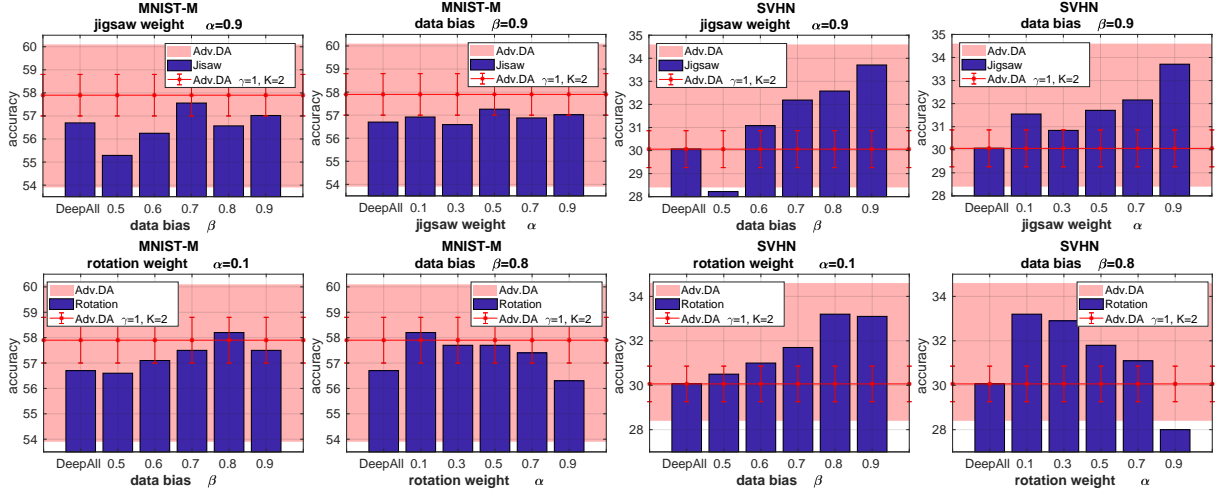 MNIST-M
jigsaw weight α=0.9
60
59
58
57
56
55
54
accuracy
Adv.DA
Jisaw
Adv.DA γ=1, K=2
DeepAll 0.5 0.6 0.7 0.8 0.9
data bias β
MNIST-M
data bias β=0.9
60
59
58
57
56
55
54
accuracy
Adv.DA
Jigsaw
Adv.DA γ=1, K=2
DeepAll 0.1 0.3 0.5 0.7 0.9
jigsaw weight α
SVHN
jigsaw weight α=0.9
35
34
33
32
31
30
29
28
accuracy
Adv.DA
Jigsaw
Adv.DA γ=1, K=2
DeepAll 0.5 0.6 0.7 0.8 0.9
data bias β
SVHN
data bias β=0.9
35
34
33
32
31
30
29
28
accuracy
Adv.DA
Jigsaw
Adv.DA γ=1, K=2
DeepAll 0.1 0.3 0.5 0.7 0.9
jigsaw weight α
MNIST-M
rotation weight α=0.1
60
59
58
57
56
55
54
accuracy
Adv.DA
Rotation
Adv.DA γ=1, K=2
DeepAll 0.5 0.6 0.7 0.8 0.9
data bias β
MNIST-M
data bias β=0.8
60
59
58
57
56
55
54
accuracy
Adv.DA
Rotation
Adv.DA γ=1, K=2
DeepAll 0.1 0.3 0.5 0.7 0.9
rotation weight α
SVHN
rotation weight α=0.1
34
32
30
28
accuracy
Adv.DA
Rotation
Adv.DA γ=1, K=2
DeepAll 0.5 0.6 0.7 0.8 0.9
data bias β
SVHN
data bias β=0.8
34
32
30
28
accuracy
Adv.DA
Rotation
Adv.DA γ=1, K=2
DeepAll 0.1 0.3 0.5 0.7 0.9
rotation weight α